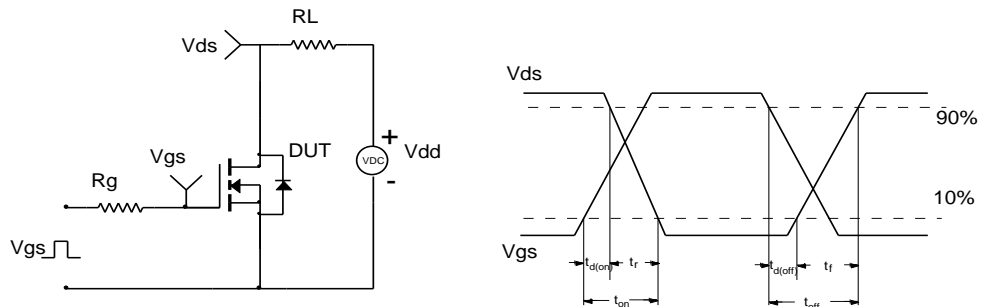 RL
Vds
Vgs
DUT
VDC
+
-
Vdd
Rg
Vgs
Vds
90%
10%
Vgs
td(on)
tr
td(off)
tf
ton
toff